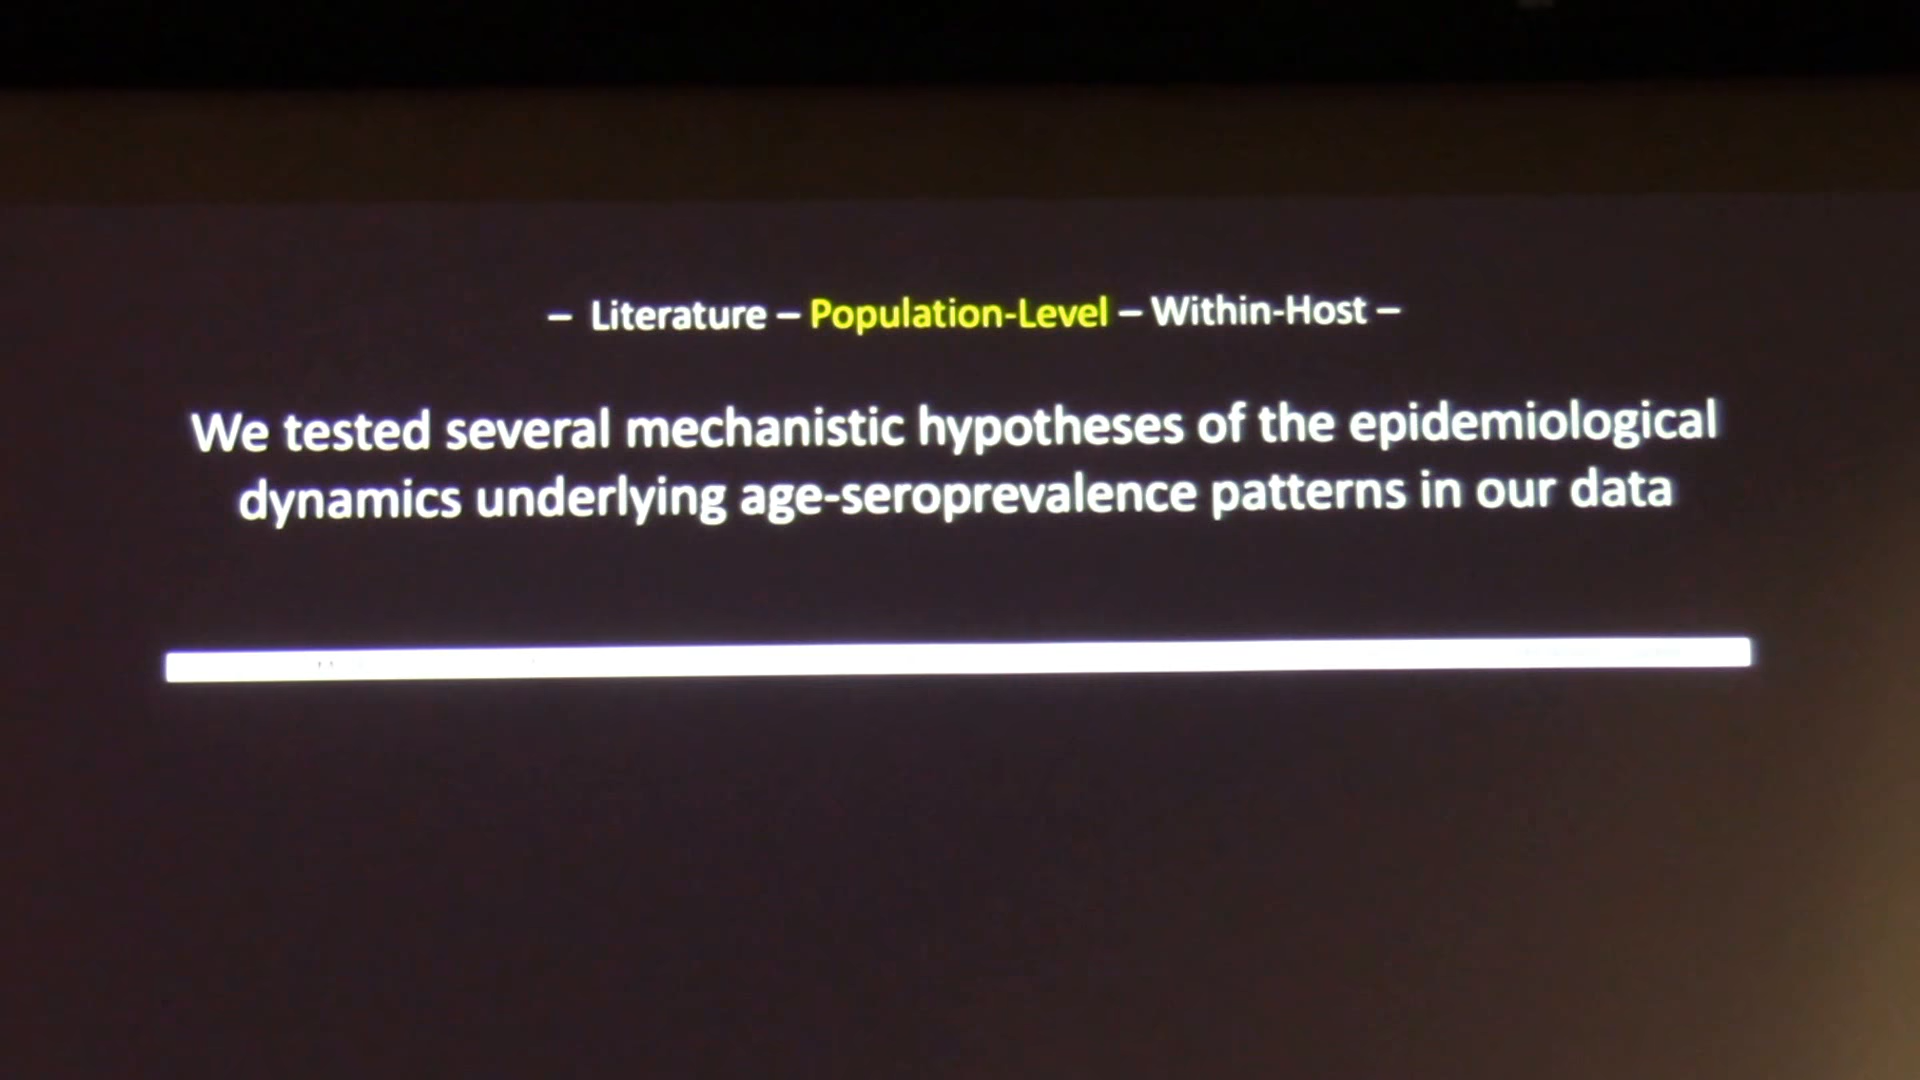 – Literature – Population-Level – Within-Host –
We tested several mechanistic hypotheses of the epidemiological
dynamics underlying age-seroprevalence patterns in our data